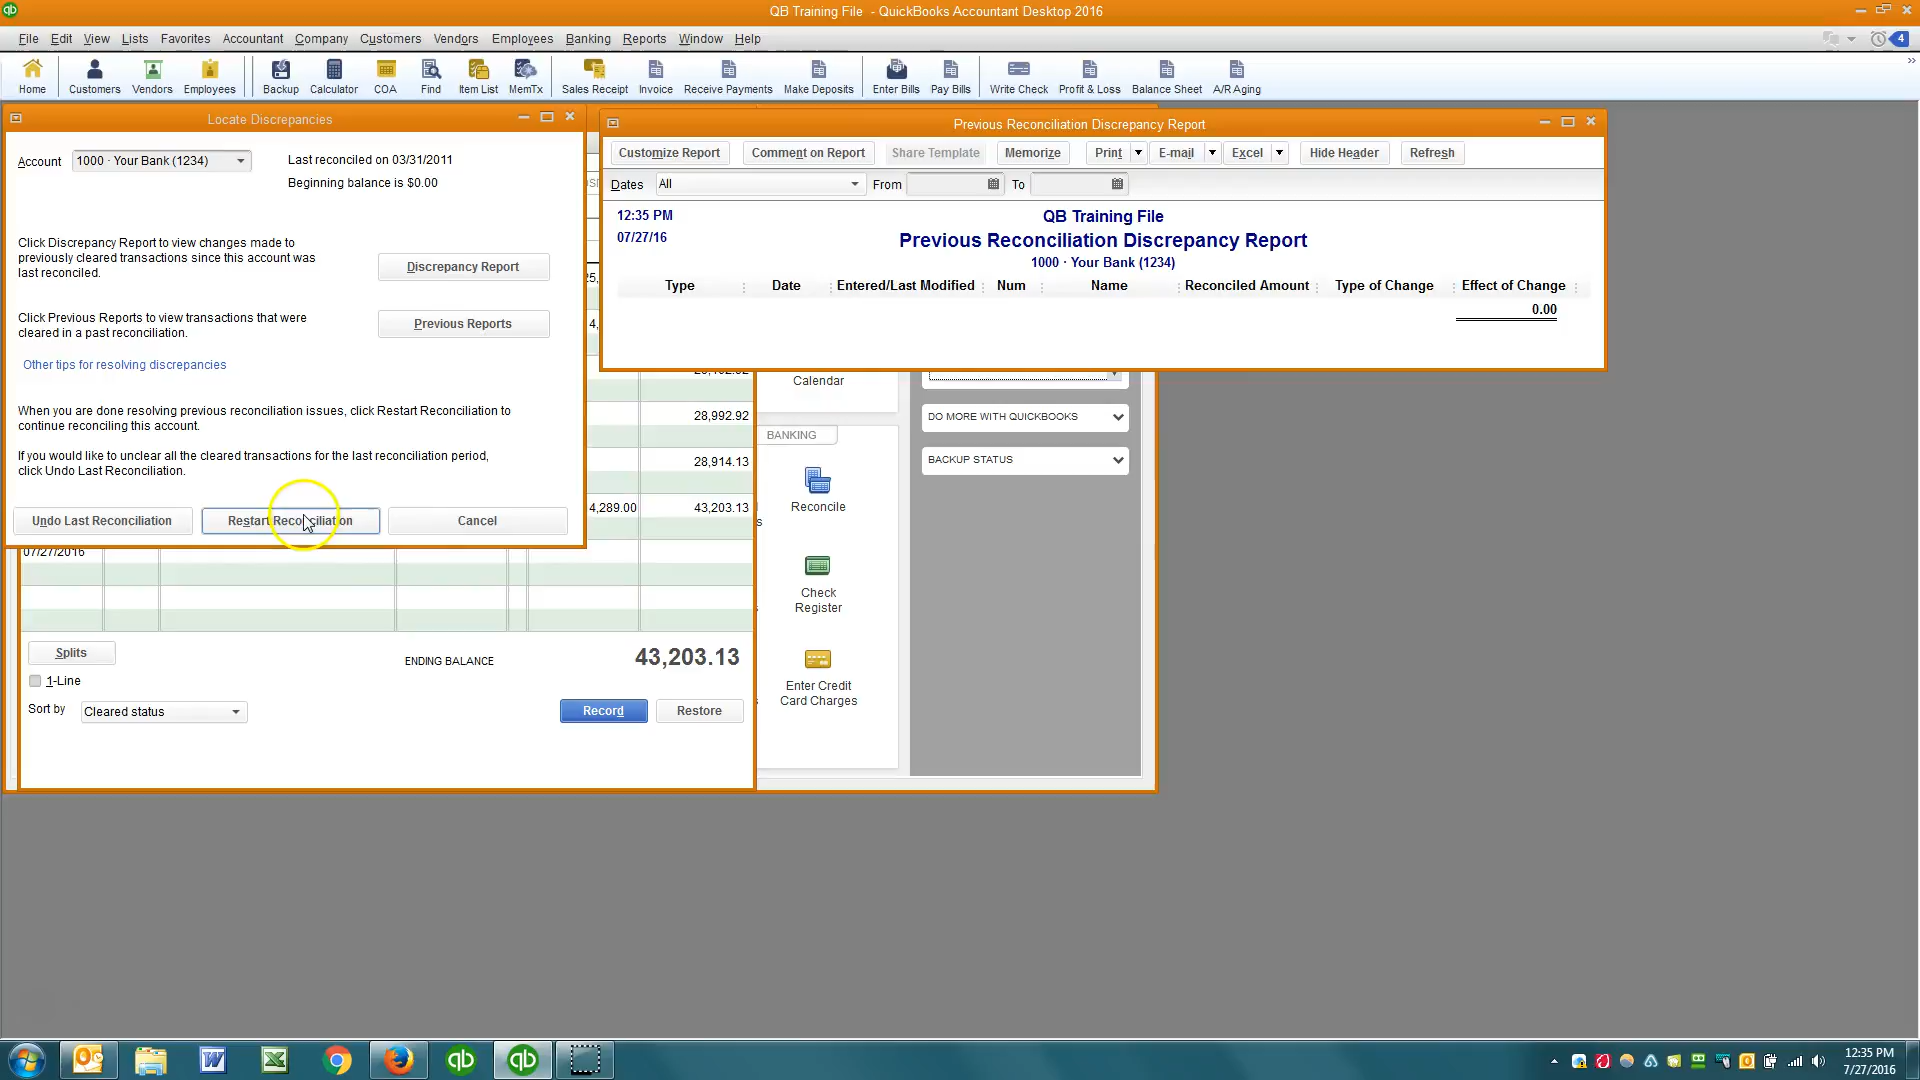 QB Training File - QuickBooks Accountant Desktop 2016
File Edit View Lists Favorites Accountant Company Customers Vendors Employees Banking Reports Window Help
4
Home Customers Vendors Employees Backup Calculator COA Find Item List MemTx Sales Receipt Invoice Receive Payments Make Deposits Enter Bills Pay Bills Write Check Profit & Loss Balance Sheet A/R Aging
Locate Discrepancies
Account 1000 · Your Bank (1234)
Last reconciled on 03/31/2011
Beginning balance is $0.00
Click Discrepancy Report to view changes made to
previously cleared transactions since this account was
last reconciled.
Discrepancy Report
Click Previous Reports to view transactions that were
cleared in a past reconciliation.
Previous Reports
Other tips for resolving discrepancies
When you are done resolving previous reconciliation issues, click Restart Reconciliation to
continue reconciling this account.
If you would like to unclear all the cleared transactions for the last reconciliation period,
click Undo Last Reconciliation.
Undo Last Reconciliation Restart Reconciliation Cancel
Previous Reconciliation Discrepancy Report
Customize Report Comment on Report Share Template Memorize Print E-mail Excel Hide Header Refresh
Dates All From To
12:35 PM
07/27/16
QB Training File
Previous Reconciliation Discrepancy Report
1000 · Your Bank (1234)
Type Date Entered/Last Modified Num Name Reconciled Amount Type of Change Effect of Change
0.00
28,992.92
28,914.13
4,289.00 43,203.13
07/27/2016
Splits
1-Line
ENDING BALANCE 43,203.13
Sort by Cleared status
Record Restore
Calendar
BANKING
Reconcile
Check
Register
Enter Credit
Card Charges
DO MORE WITH QUICKBOOKS
BACKUP STATUS
12:35 PM
7/27/2016